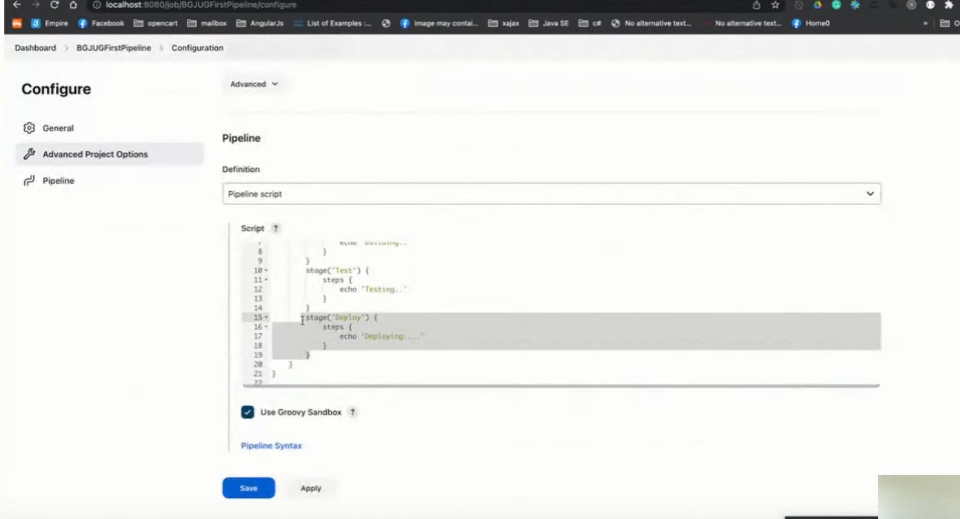 localhost:8080/job/BGJUGFirstPipeline/configure
Empire Facebook opencart mailbox AngularJs List of Examples :... Image may contai... xajax Java SE c# No alternative text... No alternative text... Home0 »
Dashboard > BGJUGFirstPipeline > Configuration
Configure
General
Advanced Project Options
Pipeline
Advanced
Pipeline
Definition
Pipeline script
Script ?
7 echo 'Building..'
8 }
9 }
10 stage('Test') {
11 steps {
12 echo 'Testing..'
13 }
14 }
15 stage('Deploy') {
16 steps {
17 echo 'Deploying....'
18 }
19 }
20 }
21 }
22
Use Groovy Sandbox ?
Pipeline Syntax
Save Apply